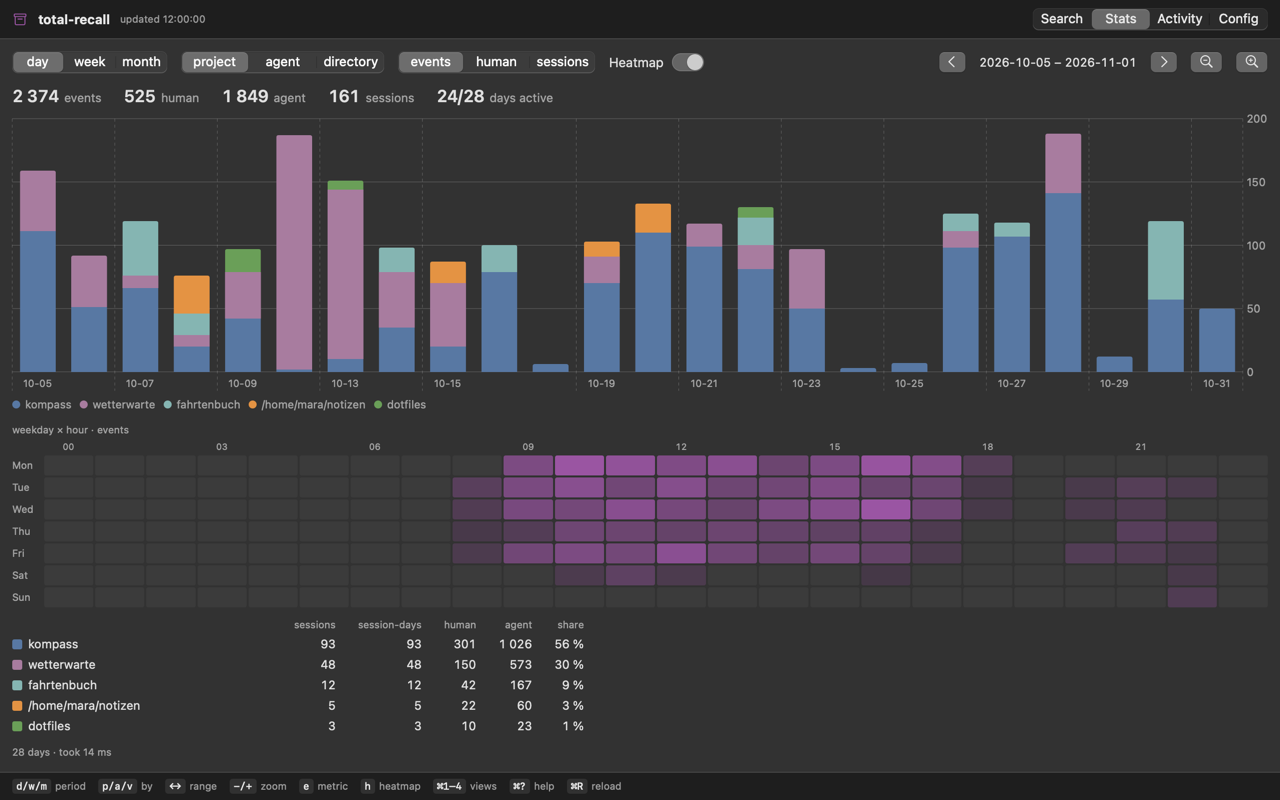 total-recall updated 12:00:00 Search Stats Activity Config
day week month project agent directory events human sessions Heatmap 2026-10-05 – 2026-11-01
2 374 events 525 human 1 849 agent 161 sessions 24/28 days active
200
150
100
50
0
10-05 10-07 10-09 10-13 10-15 10-19 10-21 10-23 10-25 10-27 10-29 10-31
kompass wetterwarte fahrtenbuch /home/mara/notizen dotfiles
weekday × hour · events
00 03 06 09 12 15 18 21
Mon
Tue
Wed
Thu
Fri
Sat
Sun
sessions session-days human agent share
kompass 93 93 301 1 026 56 %
wetterwarte 48 48 150 573 30 %
fahrtenbuch 12 12 42 167 9 %
/home/mara/notizen 5 5 22 60 3 %
dotfiles 3 3 10 23 1 %
28 days · took 14 ms
d/w/m period p/a/v by ↔ range −/+ zoom e metric h heatmap ⌘1–4 views ⌘? help ⌘R reload